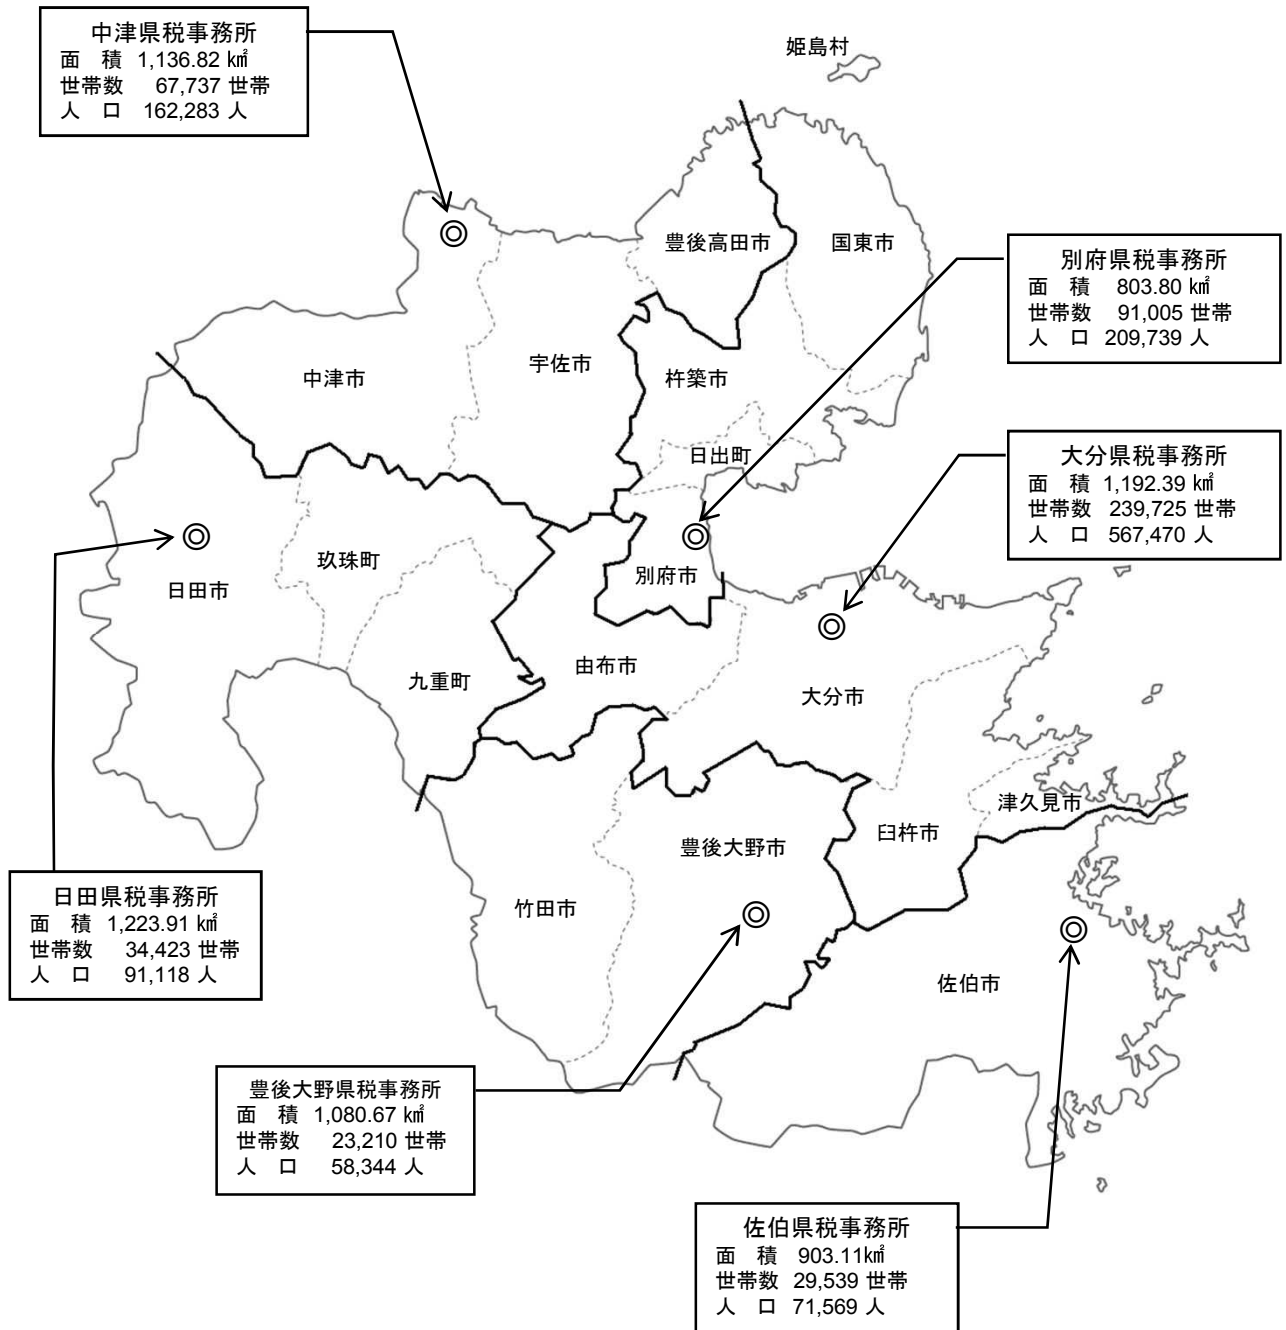 中津県税事務所
面　積 1,136.82 ㎢
世帯数 67,737 世帯
人　口 162,283 人
姫島村
豊後高田市
国東市
別府県税事務所
面　積 803.80 ㎢
世帯数 91,005 世帯
人　口 209,739 人
中津市
宇佐市
杵築市
日出町
大分県税事務所
面　積 1,192.39 ㎢
世帯数 239,725 世帯
人　口 567,470 人
玖珠町
日田市
別府市
由布市
九重町
大分市
津久見市
臼杵市
豊後大野市
竹田市
日田県税事務所
面　積 1,223.91 ㎢
世帯数 34,423 世帯
人　口 91,118 人
佐伯市
豊後大野県税事務所
面　積 1,080.67 ㎢
世帯数 23,210 世帯
人　口 58,344 人
佐伯県税事務所
面　積 903.11㎢
世帯数 29,539 世帯
人　口 71,569 人